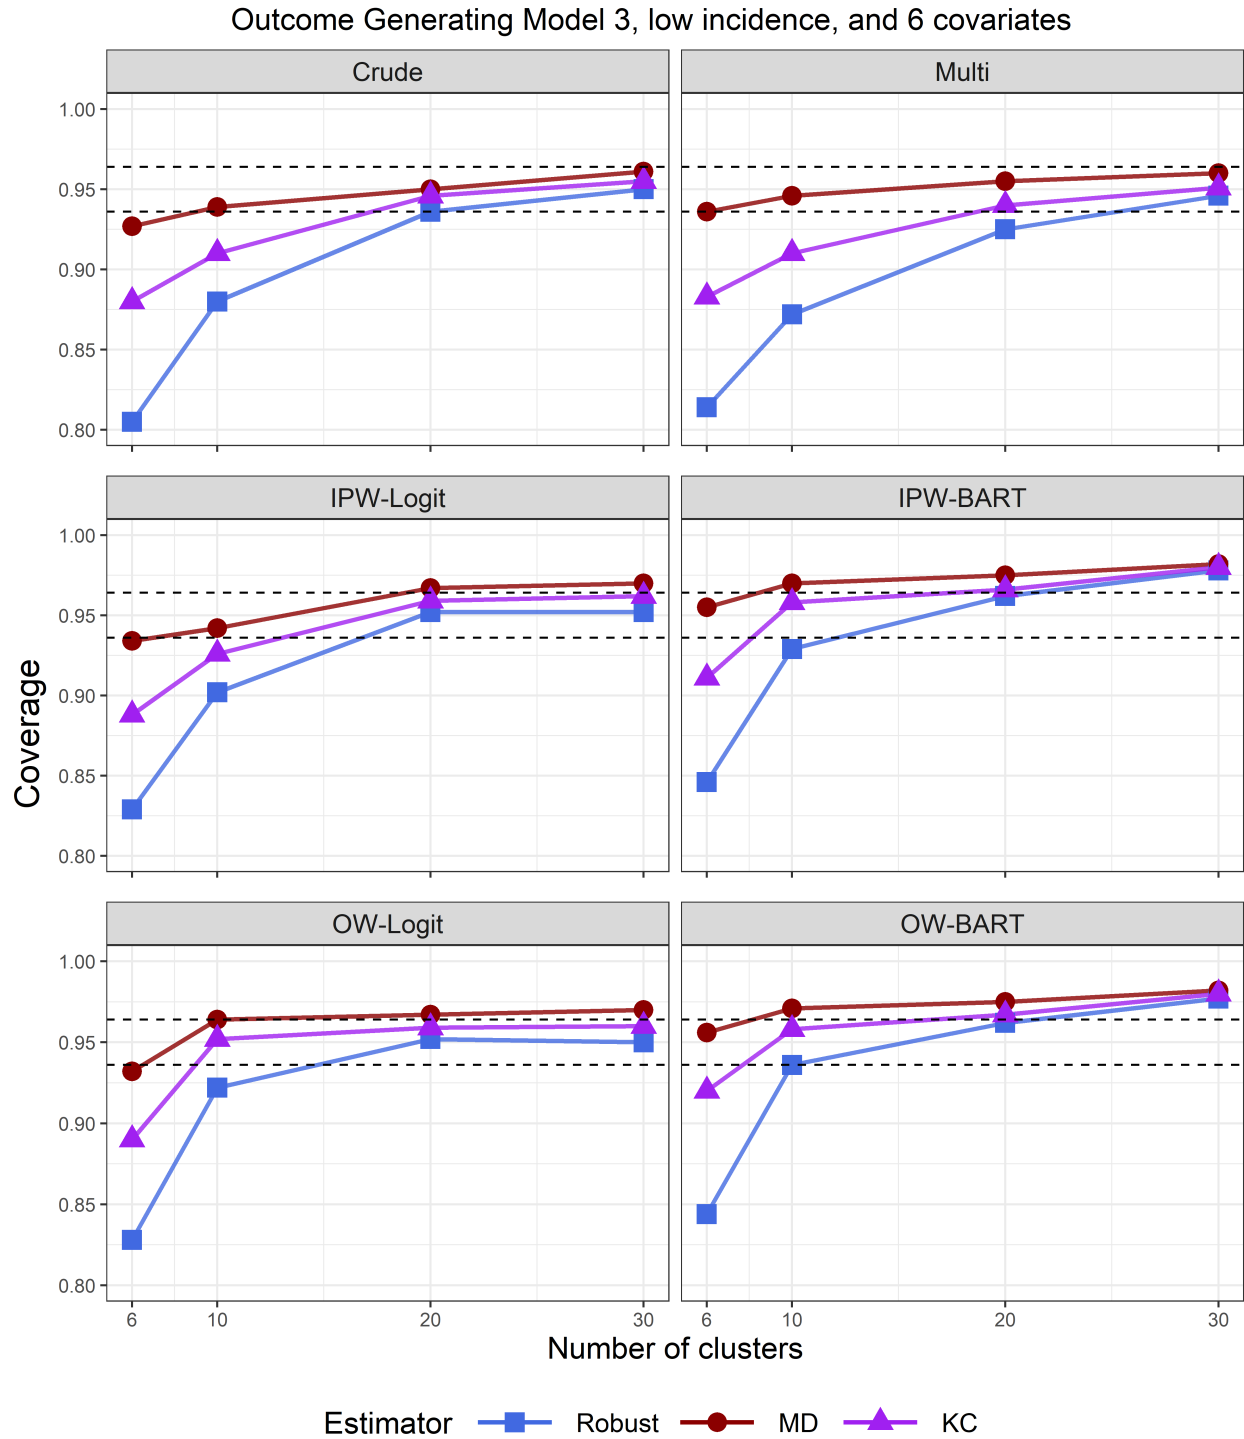 Outcome Generating Model 3, low incidence, and 6 covariates
Crude
Multi
1.00
0.95
0.90
0.85
0.80
IPW-Logit
IPW-BART
1.00
0.95
0.90
0.85
0.80
Coverage
OW-Logit
OW-BART
1.00
0.95
0.90
0.85
0.80
6 10 20 30
6 10 20 30
Number of clusters
Estimator Robust MD KC